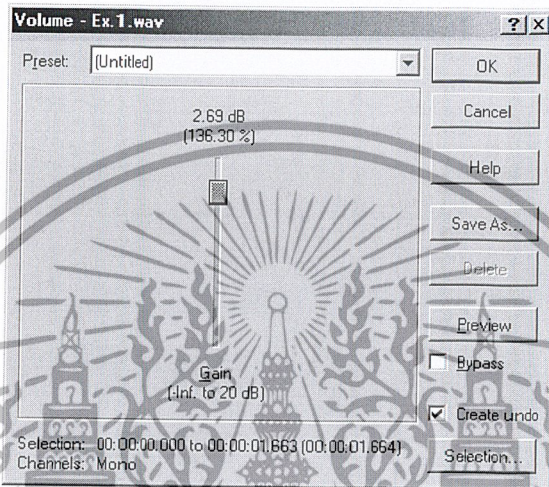 Volume - Ex.1.wav
Preset: (Untitled)
OK
2.69 dB
(136.30 %)
Cancel
Help
Save As...
Delete
Gain
(-Inf. to 20 dB)
Preview
Bypass
Create undo
Selection: 00:00:00.000 to 00:00:01.663 (00:00:01.664)
Channels: Mono
Selection...